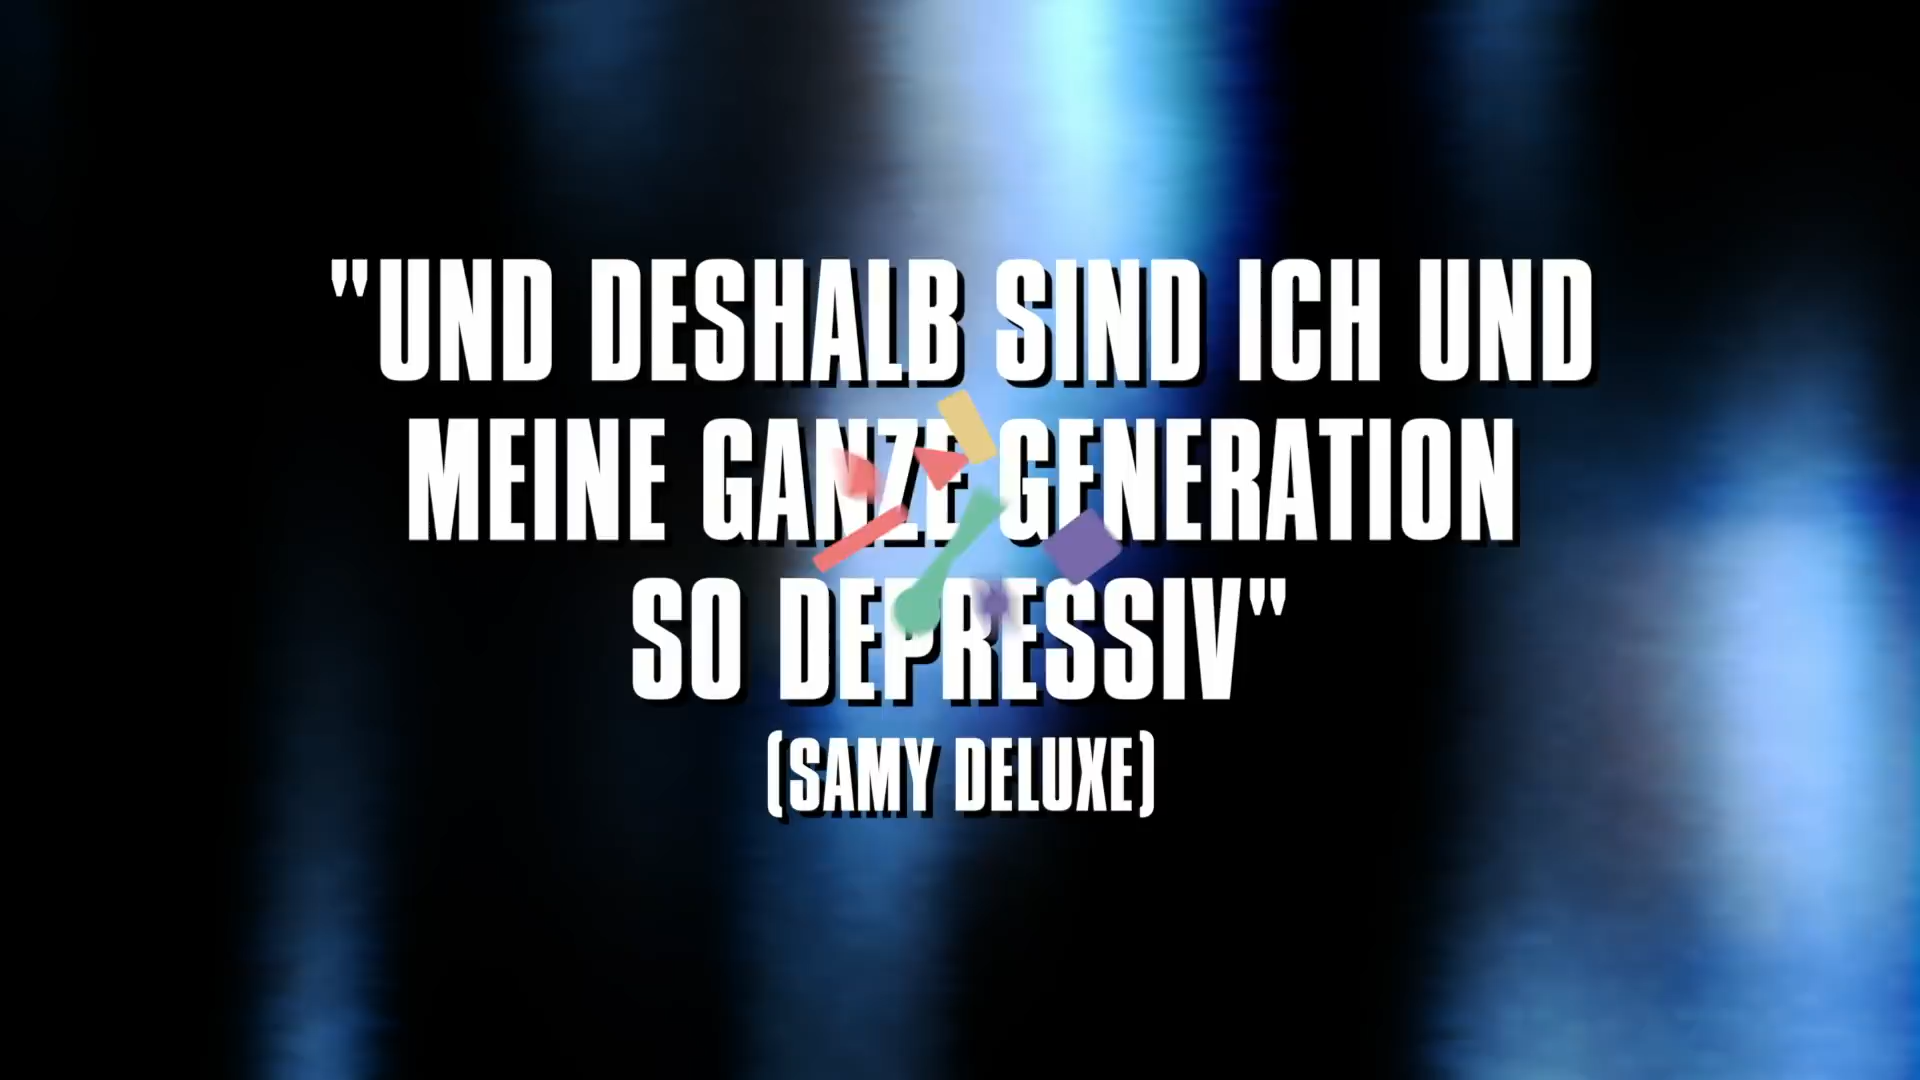 "UND DESHALB SIND ICH UND
MEINE GANZE GENERATION
SO DEPRESSIV"
(SAMY DELUXE)